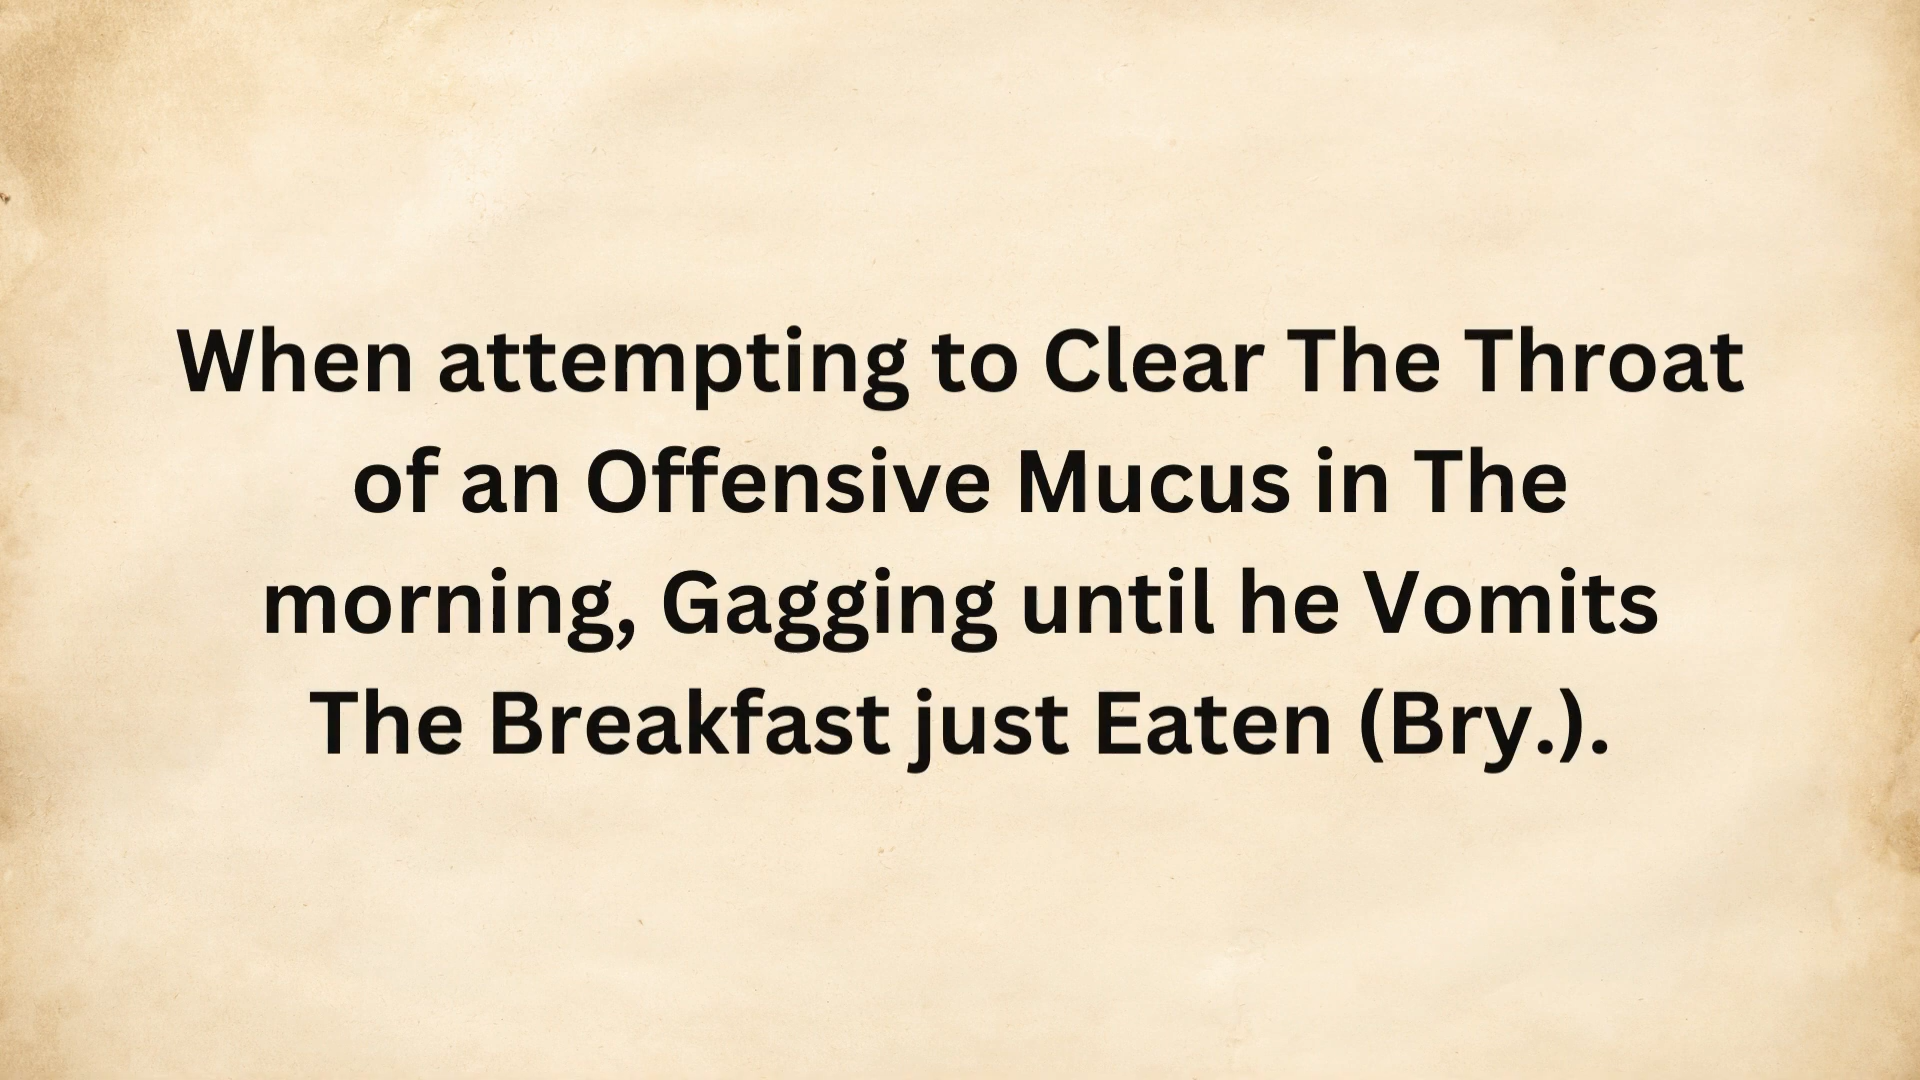 When attempting to Clear The Throat
of an Offensive Mucus in The
morning, Gagging until he Vomits
The Breakfast just Eaten (Bry.).